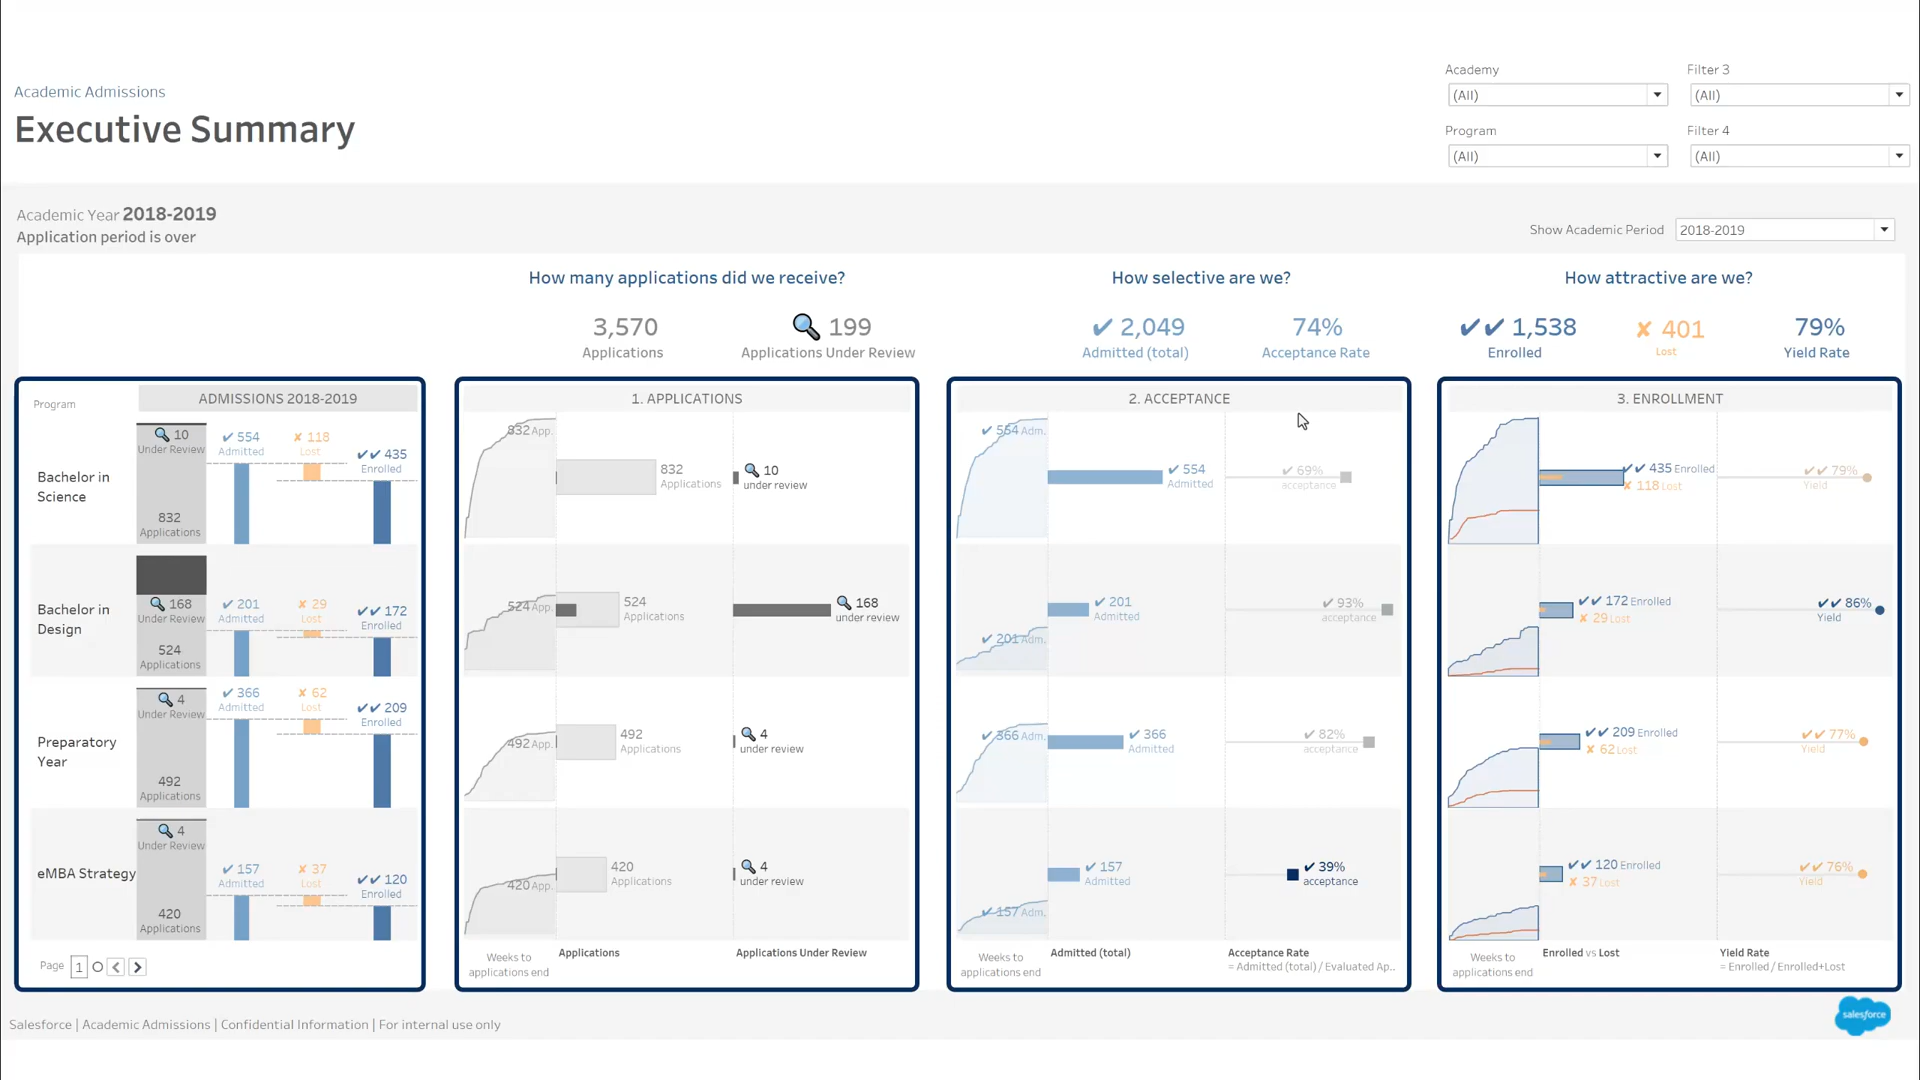 Academic Admissions
Executive Summary
Academy
(All)
Filter 3
(All)
Program
(All)
Filter 4
(All)
Academic Year 2018-2019
Application period is over
Show Academic Period
2018-2019
How many applications did we receive?
3,570
Applications
199
Applications Under Review
How selective are we?
✔ 2,049
Admitted (total)
74%
Acceptance Rate
How attractive are we?
✔✔ 1,538
Enrolled
✘ 401
Lost
79%
Yield Rate
Program
ADMISSIONS 2018-2019
Bachelor in
Science
10
Under Review
832
Applications
✔ 554
Admitted
✘ 118
Lost
✔✔ 435
Enrolled
Bachelor in
Design
168
Under Review
524
Applications
✔ 201
Admitted
✘ 29
Lost
✔✔ 172
Enrolled
Preparatory
Year
4
Under Review
492
Applications
✔ 366
Admitted
✘ 62
Lost
✔✔ 209
Enrolled
eMBA Strategy
4
Under Review
420
Applications
✔ 157
Admitted
✘ 37
Lost
✔✔ 120
Enrolled
Page 1
1. APPLICATIONS
832 App.
832
Applications
10
under review
524 App.
524
Applications
168
under review
492 App.
492
Applications
4
under review
420 App.
420
Applications
4
under review
Weeks to
applications end
Applications
Applications Under Review
2. ACCEPTANCE
✔ 554 Adm.
✔ 554
Admitted
✔ 69%
acceptance
✔ 201 Adm.
✔ 201
Admitted
✔ 93%
acceptance
✔ 366 Adm.
✔ 366
Admitted
✔ 82%
acceptance
✔ 157 Adm.
✔ 157
Admitted
✔ 39%
acceptance
Weeks to
applications end
Admitted (total)
Acceptance Rate
= Admitted (total) / Evaluated Ap..
3. ENROLLMENT
✔✔ 435 Enrolled
✘ 118 Lost
✔✔ 79%
Yield
✔✔ 172 Enrolled
✘ 29 Lost
✔✔ 86%
Yield
✔✔ 209 Enrolled
✘ 62 Lost
✔✔ 77%
Yield
✔✔ 120 Enrolled
✘ 37 Lost
✔✔ 76%
Yield
Weeks to
applications end
Enrolled vs Lost
Yield Rate
= Enrolled / Enrolled+Lost
Salesforce | Academic Admissions | Confidential Information | For internal use only
salesforce